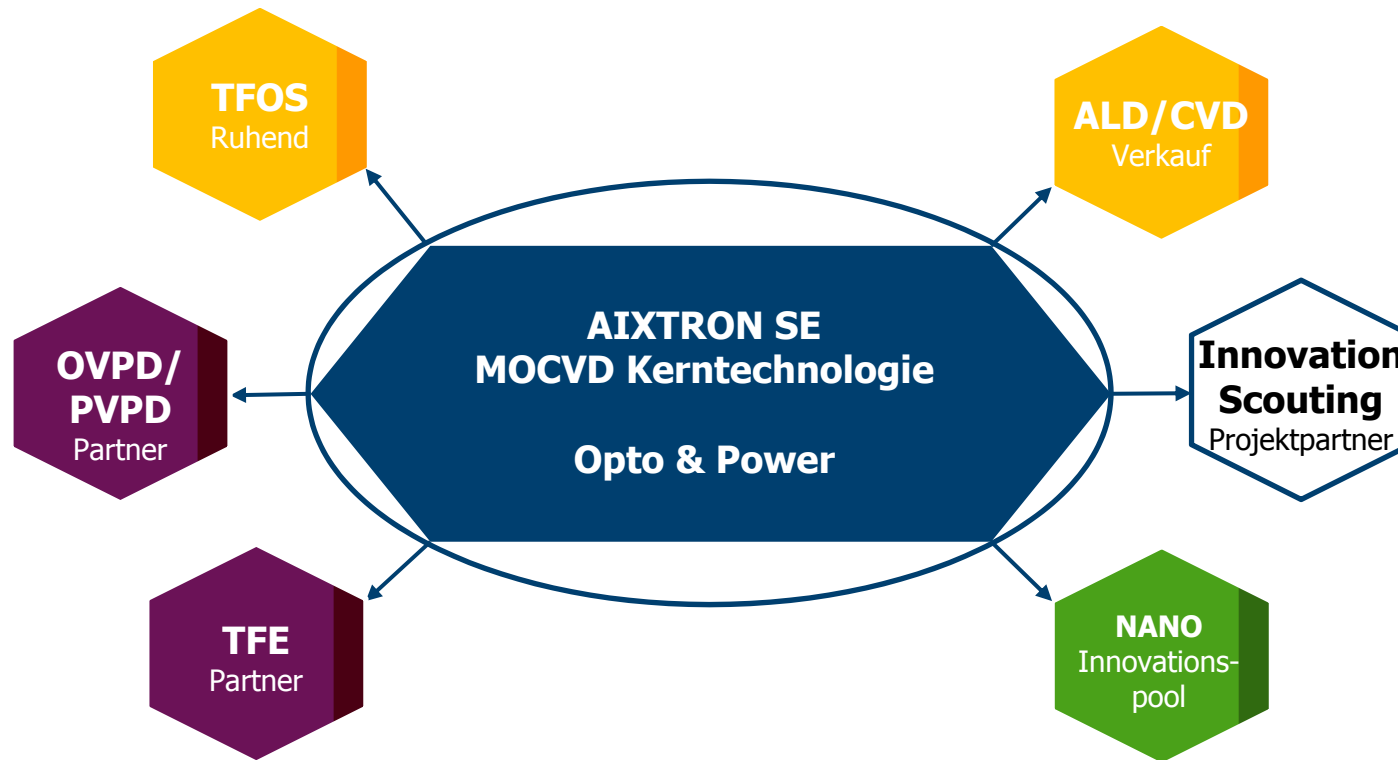 TFOS
Ruhend
ALD/CVD
Verkauf
AIXTRON SE
MOCVD Kerntechnologie
Opto & Power
OVPD/
PVPD
Partner
Innovation
Scouting
Projektpartner
TFE
Partner
NANO
Innovations-
pool